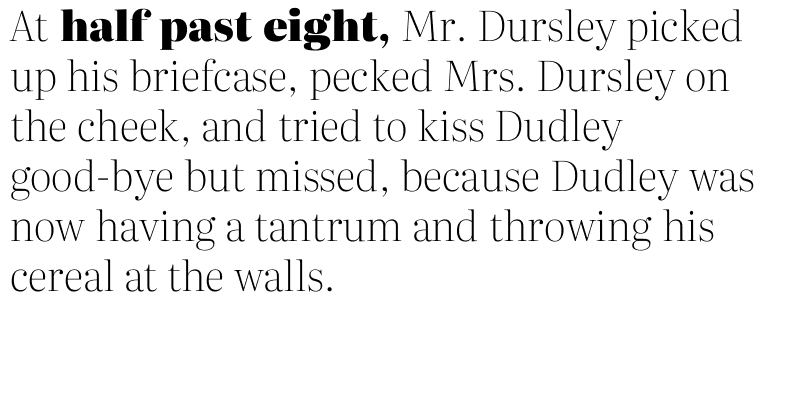 At half past eight, Mr. Dursley picked
up his briefcase, pecked Mrs. Dursley on
the cheek, and tried to kiss Dudley
good-bye but missed, because Dudley was
now having a tantrum and throwing his
cereal at the walls.